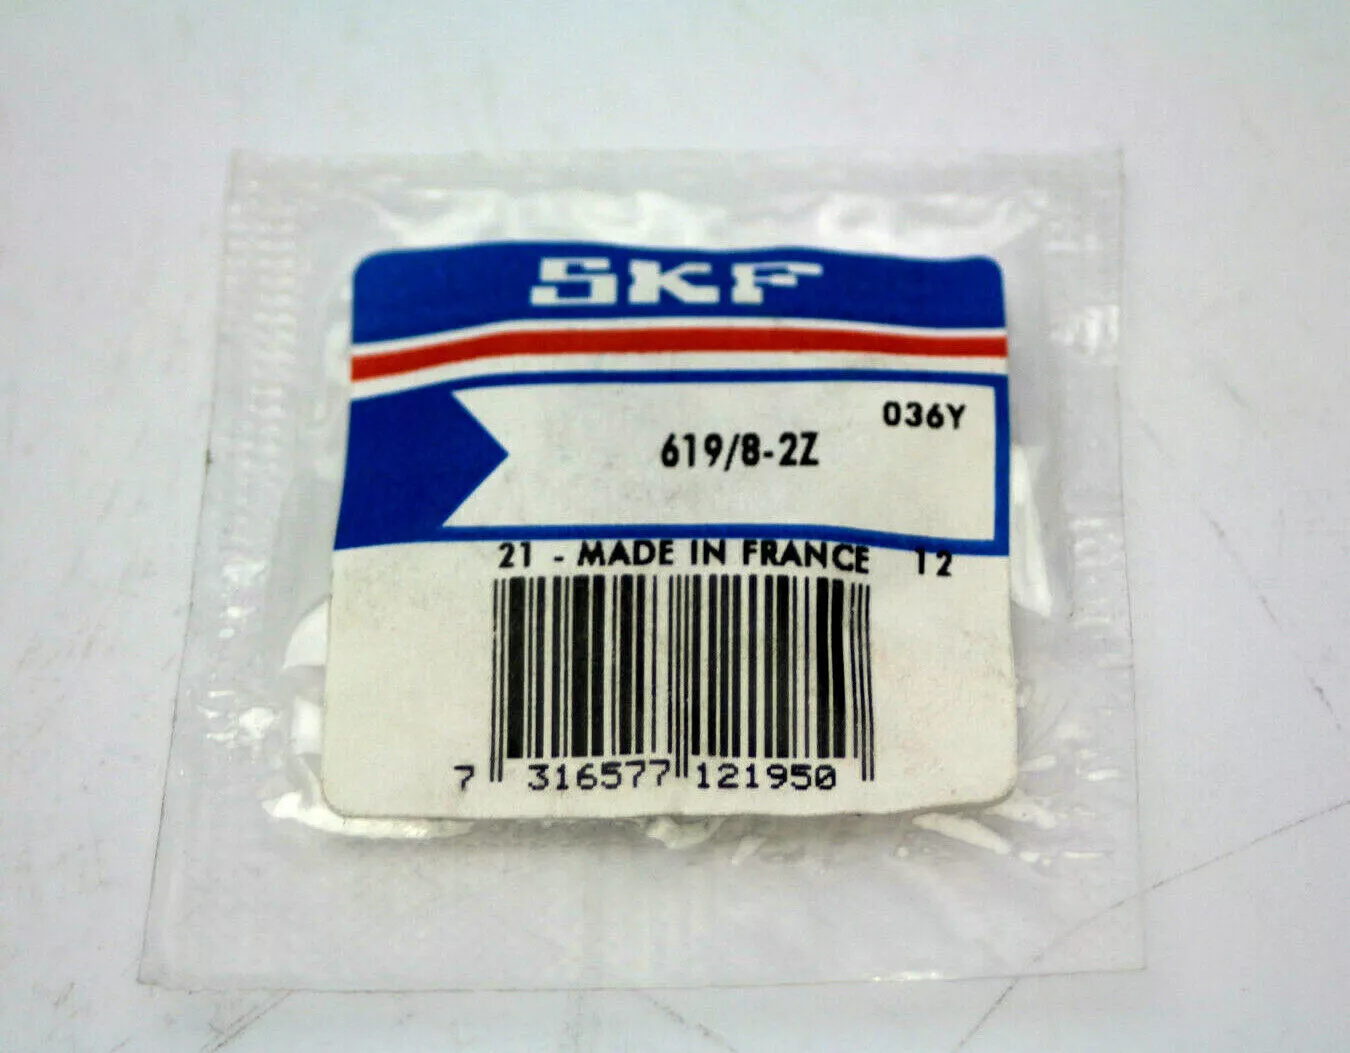 SKF
036Y
619/8-2Z
21 - MADE IN FRANCE 12
7 316577 121950